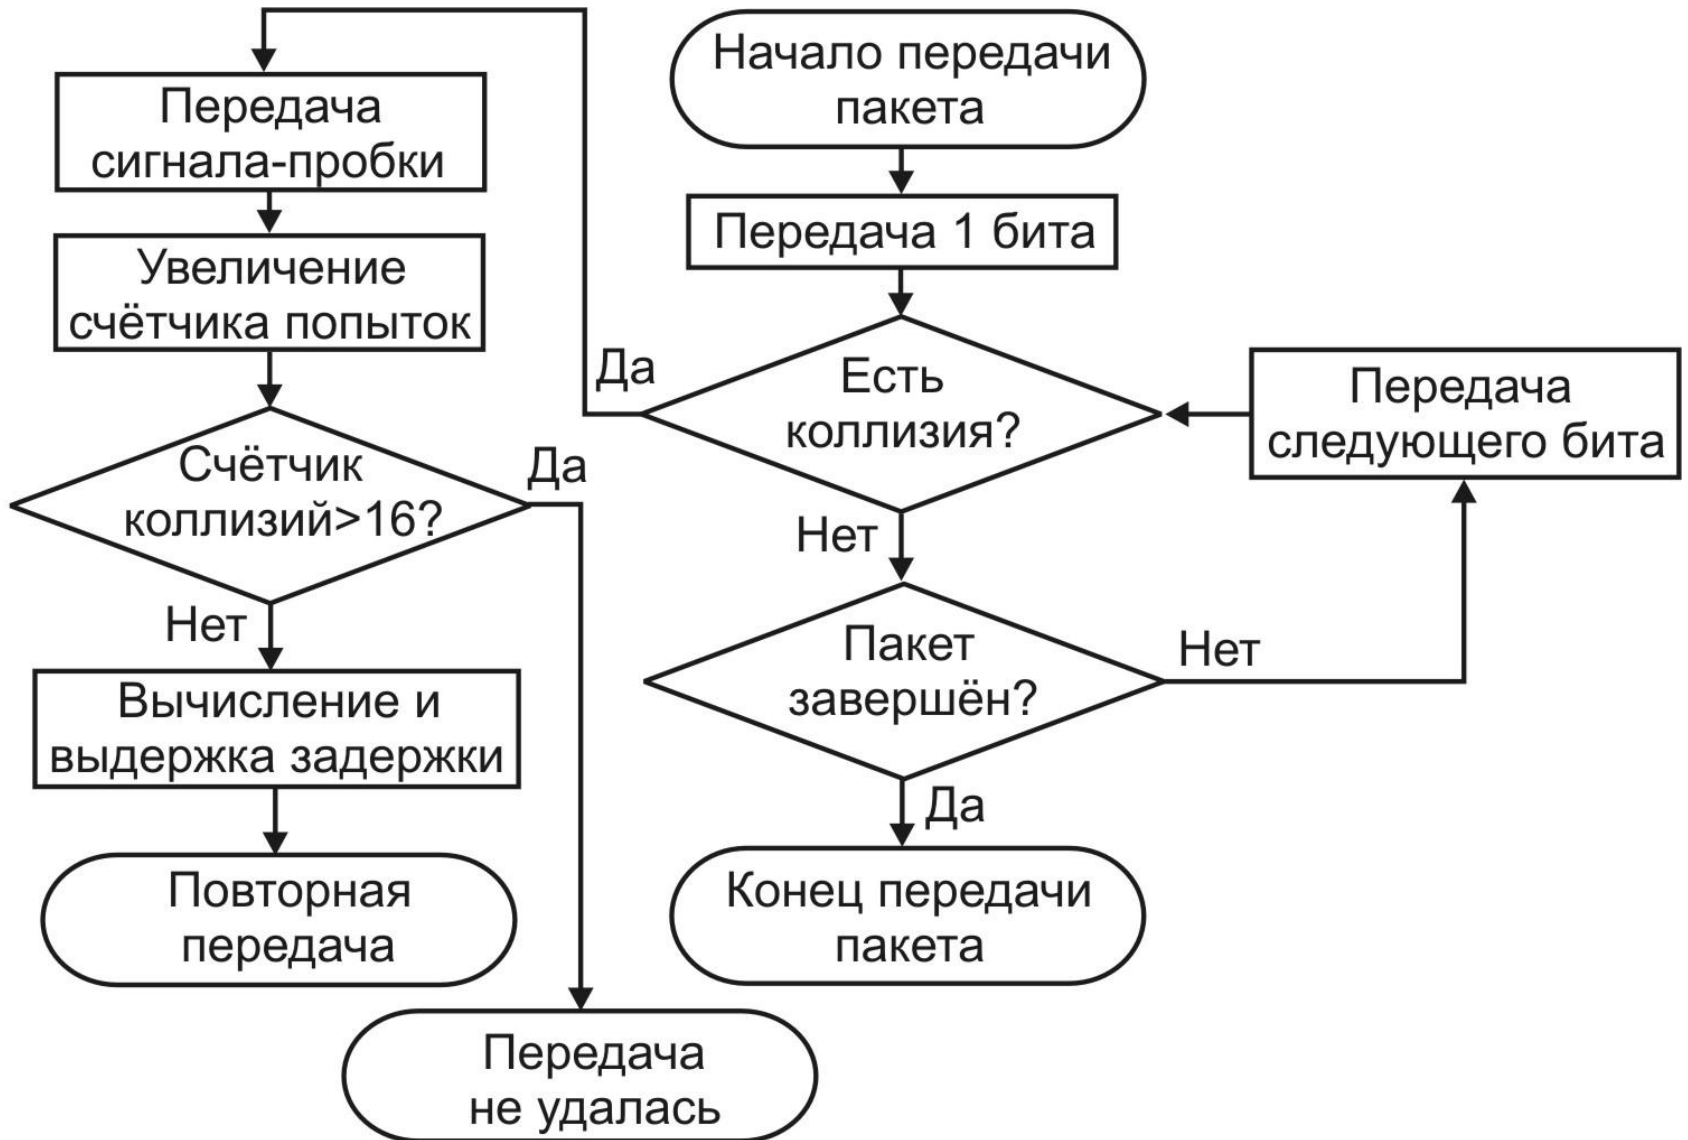 Начало передачи
пакета
Передача 1 бита
Есть
коллизия?
Да
Нет
Передача
следующего бита
Пакет
завершён?
Нет
Да
Конец передачи
пакета
Передача
сигнала-пробки
Увеличение
счётчика попыток
Счётчик
коллизий>16?
Да
Нет
Вычисление и
выдержка задержки
Повторная
передача
Передача
не удалась